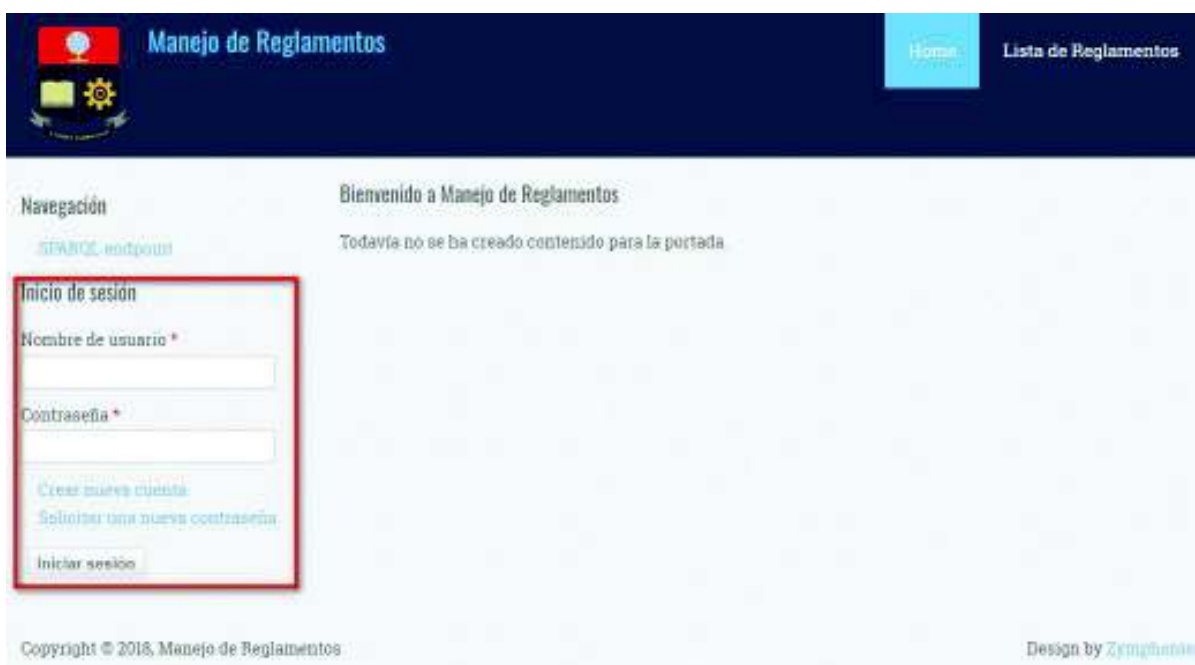 Manejo de Reglamentos
Home
Lista de Reglamentos
Navegación
SPARQL endpoint
Inicio de sesión
Nombre de usuario *
Contraseña *
Crear nueva cuenta
Solicitar una nueva contraseña
Iniciar sesión
Bienvenido a Manejo de Reglamentos
Todavía no se ha creado contenido para la portada.
Copyright © 2018, Manejo de Reglamentos
Design by Zymphonies